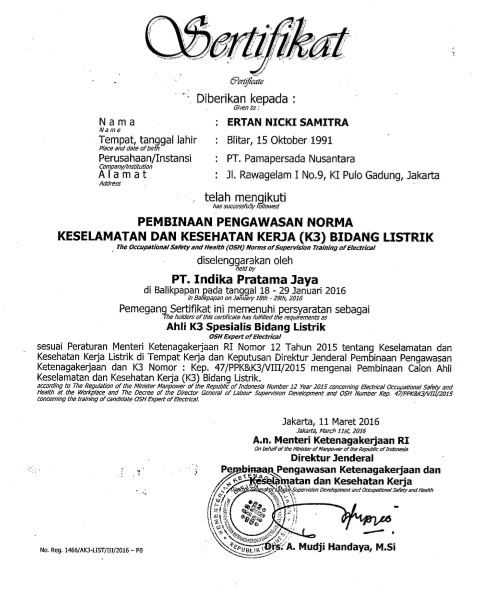 Sertifikat
Certificate
Diberikan kepada :
Given to :
Nama : ERTAN NICKI SAMITRA
Name
Tempat, tanggal lahir : Blitar, 15 Oktober 1991
Place and date of birth
Perusahaan/Instansi : PT. Pamapersada Nusantara
Company/Institution
Alamat : Jl. Rawagelam I No.9, KI Pulo Gadung, Jakarta
Address
telah mengikuti
has successfully followed
PEMBINAAN PENGAWASAN NORMA
KESELAMATAN DAN KESEHATAN KERJA (K3) BIDANG LISTRIK
The Occupational Safety and Health (OSH) Norms of Supervision Training of Electrical
diselenggarakan oleh
held by
PT. Indika Pratama Jaya
di Balikpapan pada tanggal 18 - 29 Januari 2016
in Balikpapan on January 18th - 29th, 2016
Pemegang Sertifikat ini memenuhi persyaratan sebagai
The holders of this certificate has fulfilled the requirements as
Ahli K3 Spesialis Bidang Listrik
OSH Expert of Electrical
sesuai Peraturan Menteri Ketenagakerjaan RI Nomor 12 Tahun 2015 tentang Keselamatan dan
Kesehatan Kerja Listrik di Tempat Kerja dan Keputusan Direktur Jenderal Pembinaan Pengawasan
Ketenagakerjaan dan K3 Nomor : Kep. 47/PPK&K3/VIII/2015 mengenai Pembinaan Calon Ahli
Keselamatan dan Kesehatan Kerja (K3) Bidang Listrik.
according to The Regulation of the Minister Manpower of the Republic of Indonesia Number 12 Year 2015 concerning Electrical Occupational Safety and
Health at the Workplace and The Decree of the Director General of Labour Supervision Development and OSH Number Kep. 47/PPK&K3/VIII/2015
concerning the training of candidate OSH Expert of Electrical.
Jakarta, 11 Maret 2016
Jakarta, March 11st, 2016
A.n. Menteri Ketenagakerjaan RI
On behalf of the Minister of Manpower of the Republic of Indonesia
Direktur Jenderal
Pembinaan Pengawasan Ketenagakerjaan dan
Keselamatan dan Kesehatan Kerja
Supervision Development and Occupational Safety and Health
KEMENTERIAN KETENAGAKERJAAN
REPUBLIK INDONESIA
Drs. A. Mudji Handaya, M.Si
No. Reg. 1466/AK3-LIST/III/2016 – P0